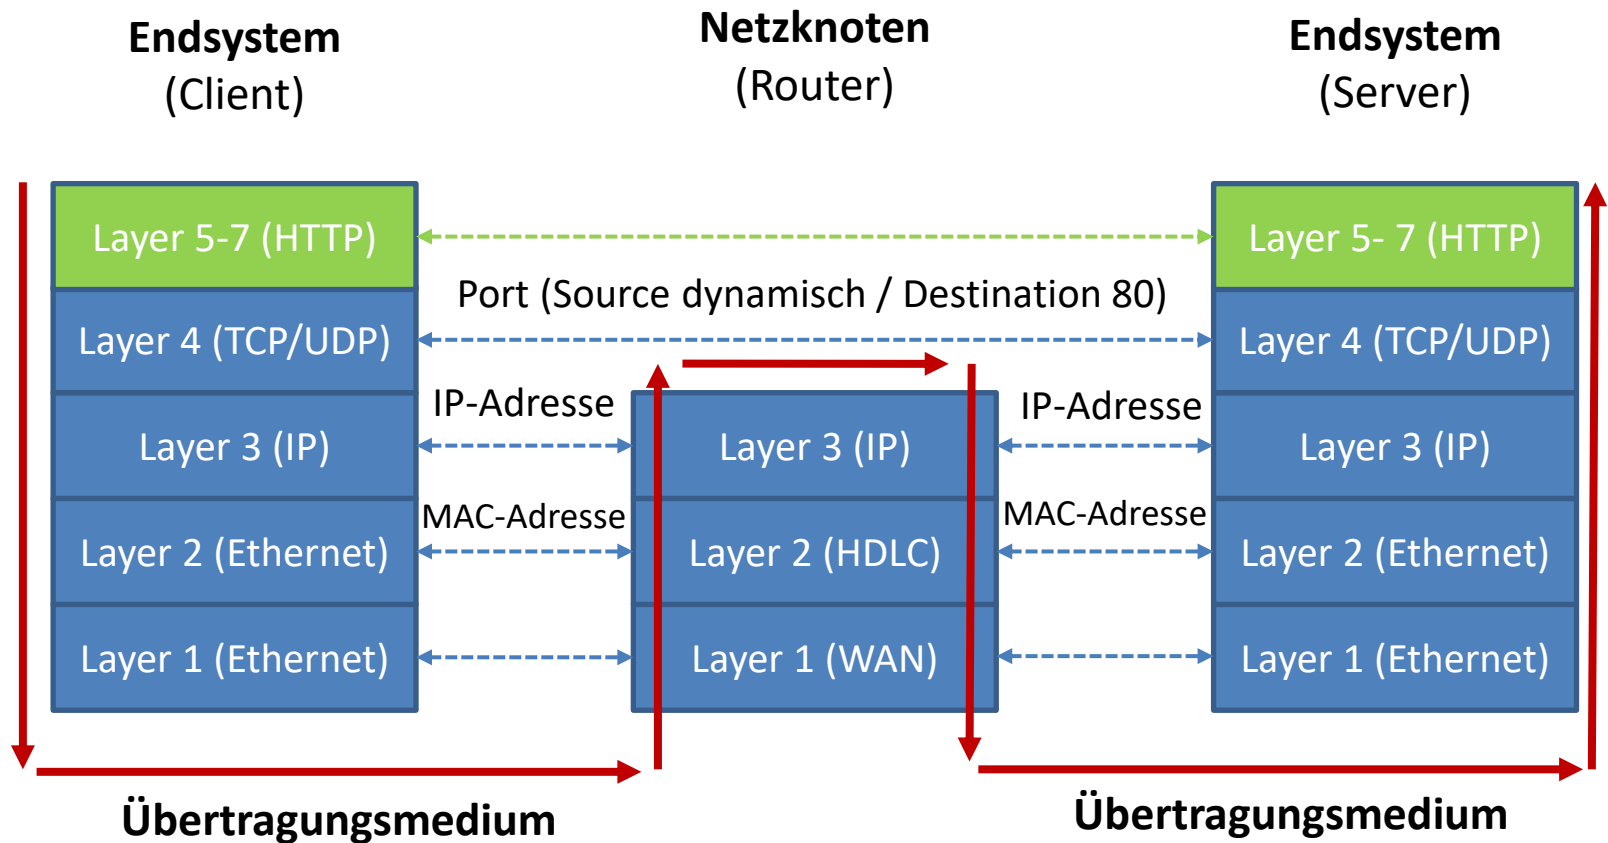 Endsystem
(Client)
Netzknoten
(Router)
Endsystem
(Server)
Layer 5-7 (HTTP)
Layer 5- 7 (HTTP)
Port (Source dynamisch / Destination 80)
Layer 4 (TCP/UDP)
Layer 4 (TCP/UDP)
IP-Adresse
IP-Adresse
Layer 3 (IP)
Layer 3 (IP)
Layer 3 (IP)
MAC-Adresse
MAC-Adresse
Layer 2 (Ethernet)
Layer 2 (HDLC)
Layer 2 (Ethernet)
Layer 1 (Ethernet)
Layer 1 (WAN)
Layer 1 (Ethernet)
Übertragungsmedium
Übertragungsmedium